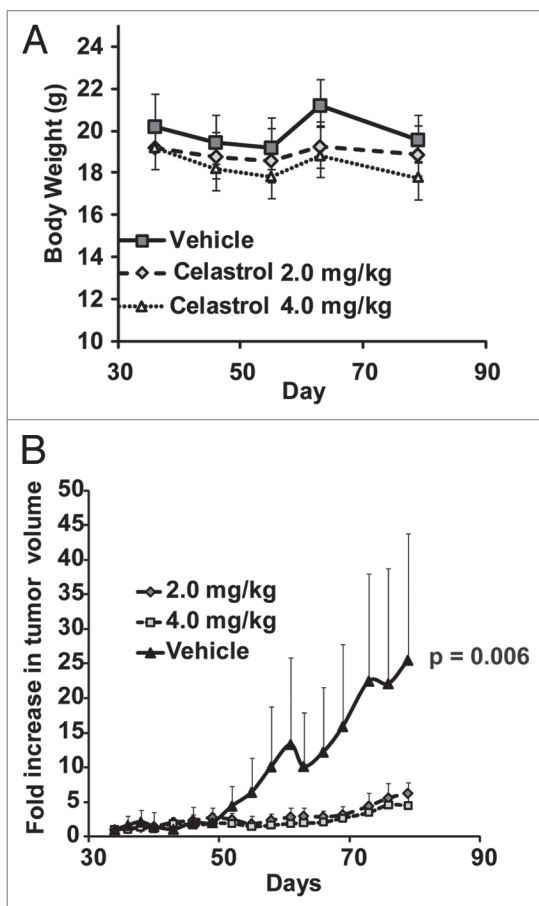 A
24
22
20
18
16
14
12
10
Body Weight (g)
Vehicle
Celastrol 2.0 mg/kg
Celastrol 4.0 mg/kg
30 50 70 90
Day
B
50
45
40
35
30
25
20
15
10
5
0
Fold increase in tumor volume
2.0 mg/kg
4.0 mg/kg
Vehicle
p = 0.006
30 50 70 90
Days